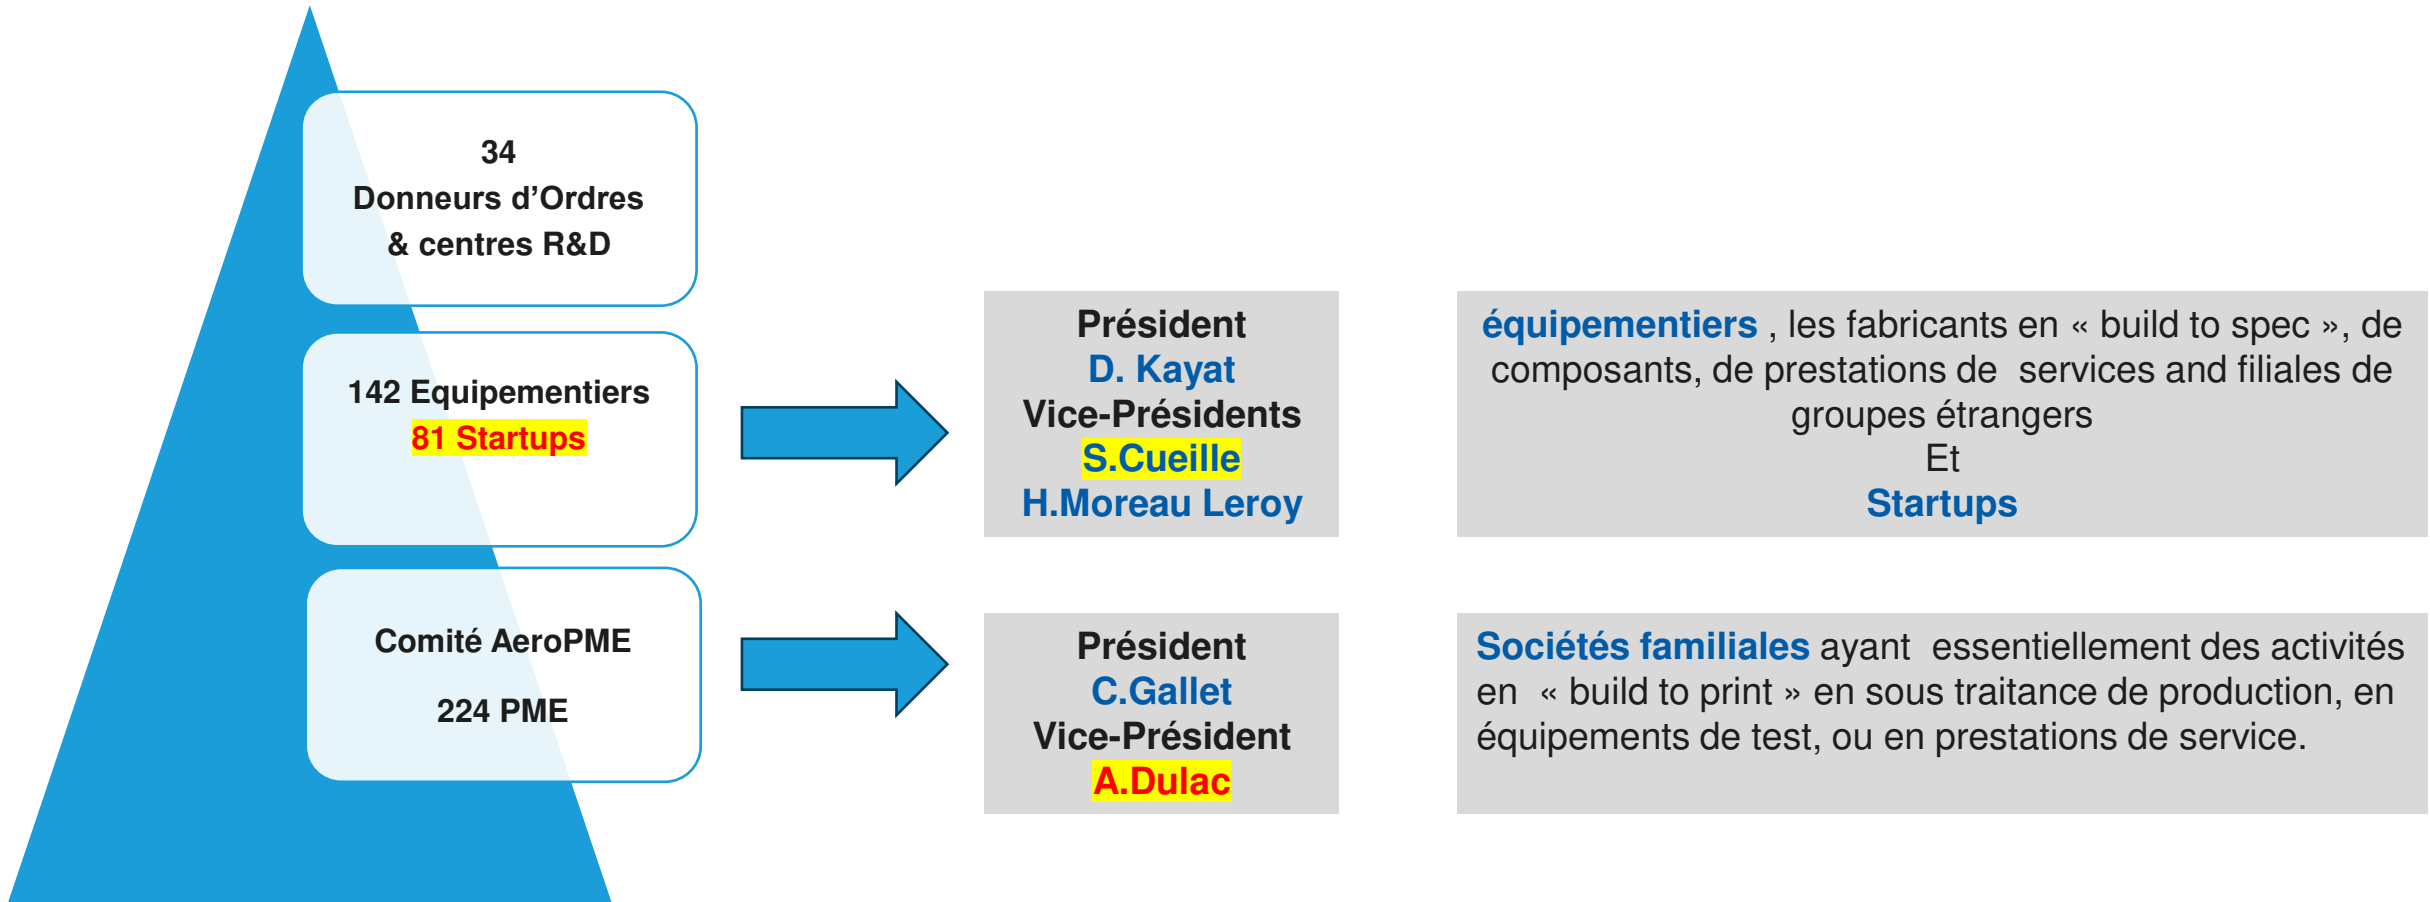 34
Donneurs d’Ordres
& centres R&D
142 Equipementiers
81 Startups
Président
D. Kayat
Vice-Présidents
S.Cueille
H.Moreau Leroy
équipementiers , les fabricants en « build to spec », de
composants, de prestations de services and filiales de
groupes étrangers
Et
Startups
Comité AeroPME
224 PME
Président
C.Gallet
Vice-Président
A.Dulac
Sociétés familiales ayant essentiellement des activités
en « build to print » en sous traitance de production, en
équipements de test, ou en prestations de service.